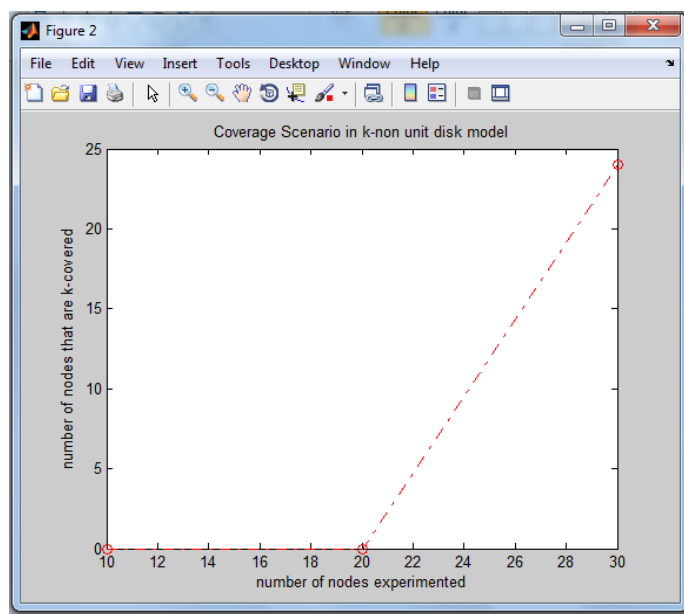 Figure 2
File Edit View Insert Tools Desktop Window Help
Coverage Scenario in k-non unit disk model
25
20
15
10
5
0
number of nodes that are k-covered
10 12 14 16 18 20 22 24 26 28 30
number of nodes experimented